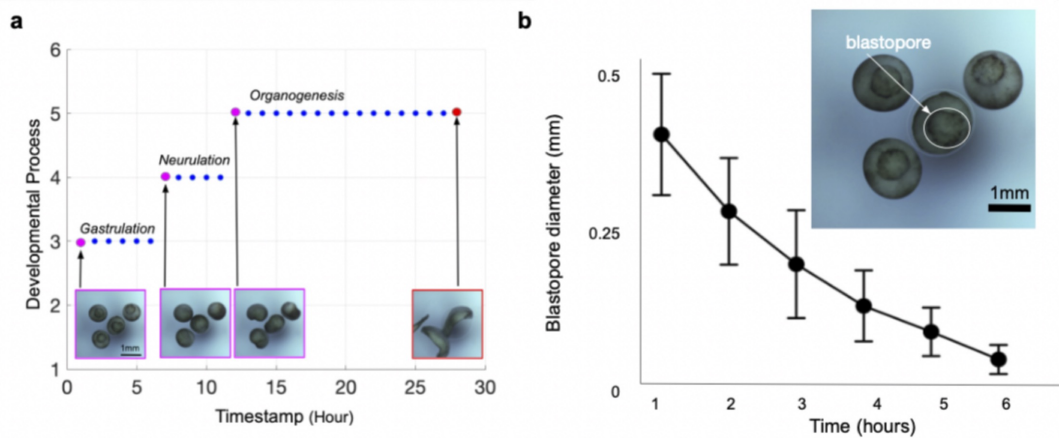 a
6
5
4
3
2
1
Developmental Process
Organogenesis
Neurulation
Gastrulation
1mm
0 5 10 15 20 25 30
Timestamp (Hour)
b
0.5
0.25
0
Blastopore diameter (mm)
blastopore
1mm
1 2 3 4 5 6
Time (hours)